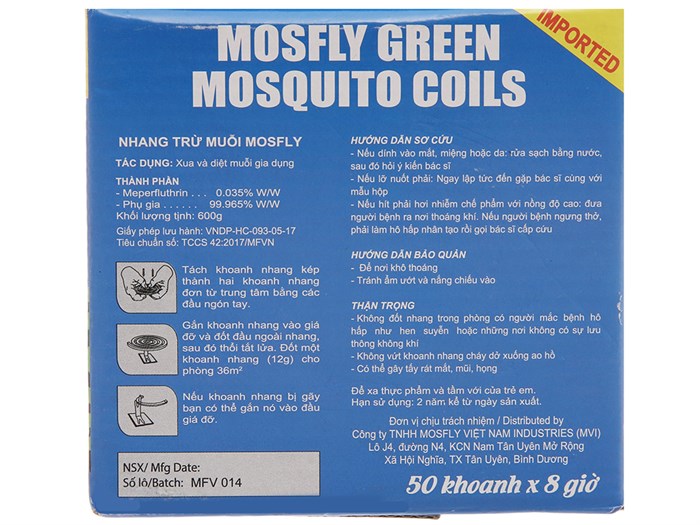 MOSFLY GREEN
MOSQUITO COILS
IMPORTED
NHANG TRỪ MUỖI MOSFLY
TÁC DỤNG: Xua và diệt muỗi gia dụng
THÀNH PHẦN
- Meperfluthrin . . . 0.035% W/W
- Phụ gia . . . . . . 99.965% W/W
Khối lượng tịnh: 600g
Giấy phép lưu hành: VNDP-HC-093-05-17
Tiêu chuẩn số: TCCS 42:2017/MFVN
Tách khoanh nhang kép
thành hai khoanh nhang
đơn từ trung tâm bằng các
đầu ngón tay.
Gắn khoanh nhang vào giá
đỡ và đốt đầu ngoài nhang,
sau đó thổi tắt lửa. Đốt một
khoanh nhang (12g) cho
phòng 36m²
Nếu khoanh nhang bị gãy
bạn có thể gắn nó vào đầu
giá đỡ.
NSX/ Mfg Date:
Số lô/Batch: MFV 014
HƯỚNG DẪN SƠ CỨU
- Nếu dính vào mắt, miệng hoặc da: rửa sạch bằng nước,
sau đó hỏi ý kiến bác sĩ
- Nếu lỡ nuốt phải: Ngay lập tức đến gặp bác sĩ cùng với
mẫu hộp
- Nếu hít phải hơi nhiễm chế phẩm với nồng độ cao: đưa
người bệnh ra nơi thoáng khí. Nếu người bệnh ngưng thở,
phải làm hô hấp nhân tạo rồi gọi bác sĩ cấp cứu
HƯỚNG DẪN BẢO QUẢN
- Để nơi khô thoáng
- Tránh ẩm ướt và nắng chiếu vào
THẬN TRỌNG
- Không đốt nhang trong phòng có người mắc bệnh hô
hấp như hen suyễn hoặc những nơi không có sự lưu
thông không khí
- Không vứt khoanh nhang cháy dở xuống ao hồ
- Có thể gây tẩy rát mắt, mũi, họng
Để xa thực phẩm và tầm với của trẻ em.
Hạn sử dụng: 2 năm kể từ ngày sản xuất.
Đơn vị chịu trách nhiệm / Distributed by
Công ty TNHH MOSFLY VIỆT NAM INDUSTRIES (MVI)
Lô J4, đường N4, KCN Nam Tân Uyên Mở Rộng
Xã Hội Nghĩa, TX Tân Uyên, Bình Dương
50 khoanh x 8 giờ